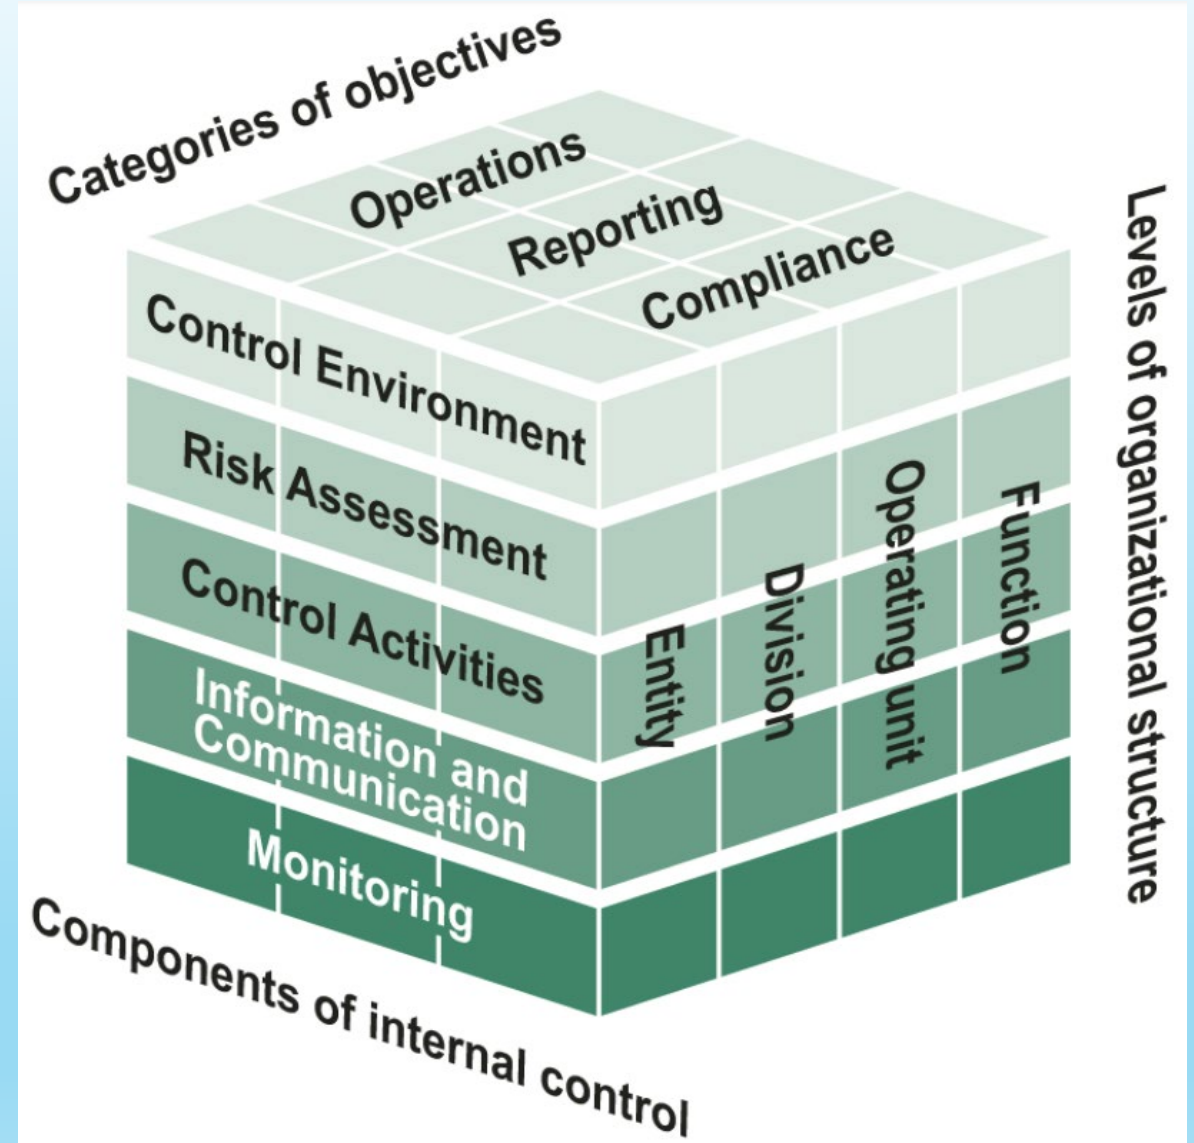 Categories of objectives
Operations
Reporting
Compliance
Control Environment
Risk Assessment
Control Activities
Information and
Communication
Monitoring
Components of internal control
Entity
Division
Operating unit
Function
Levels of organizational structure